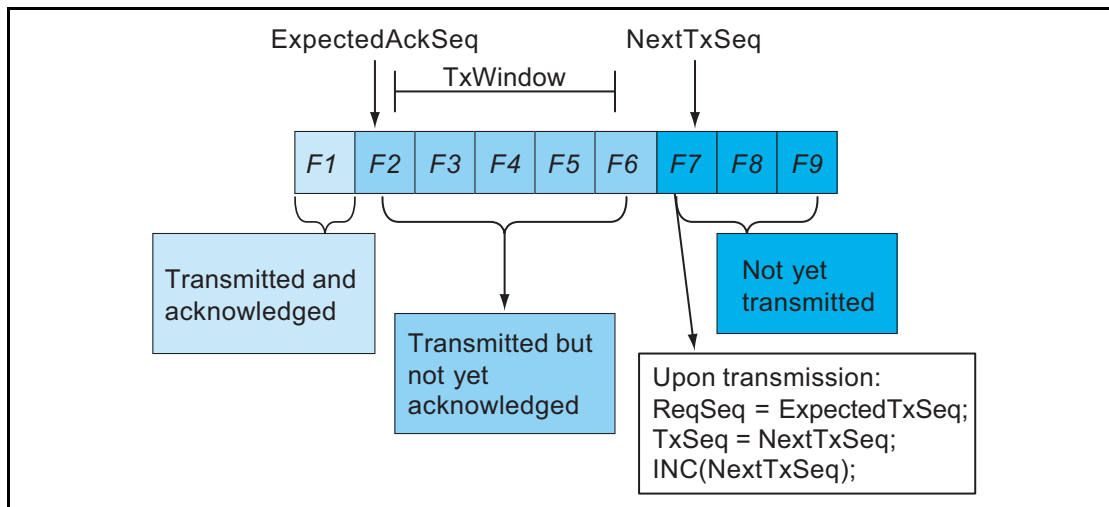 ExpectedAckSeq
NextTxSeq
TxWindow
F1 F2 F3 F4 F5 F6 F7 F8 F9
Transmitted and
acknowledged
Transmitted but
not yet
acknowledged
Not yet
transmitted
Upon transmission:
ReqSeq = ExpectedTxSeq;
TxSeq = NextTxSeq;
INC(NextTxSeq);